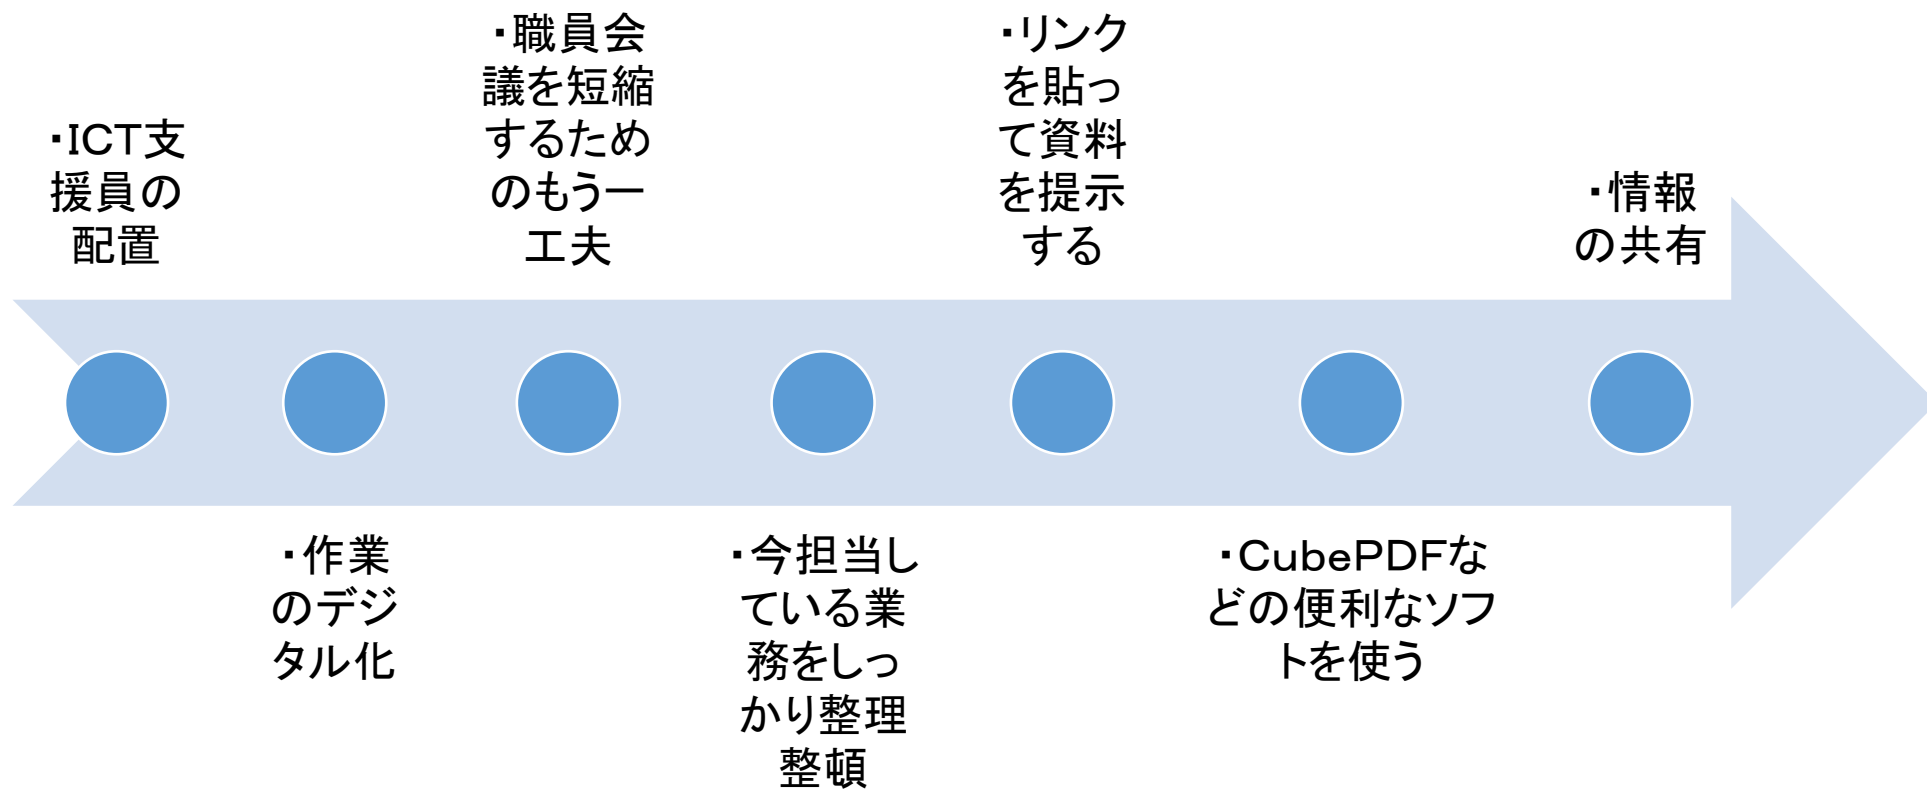 ・ICT支
援員の
配置
・作業
のデジ
タル化
・職員会
議を短縮
するため
のもう一
工夫
・今担当し
ている業
務をしっ
かり整理
整頓
・リンク
を貼っ
て資料
を提示
する
・CubePDFな
どの便利なソフ
トを使う
・情報
の共有